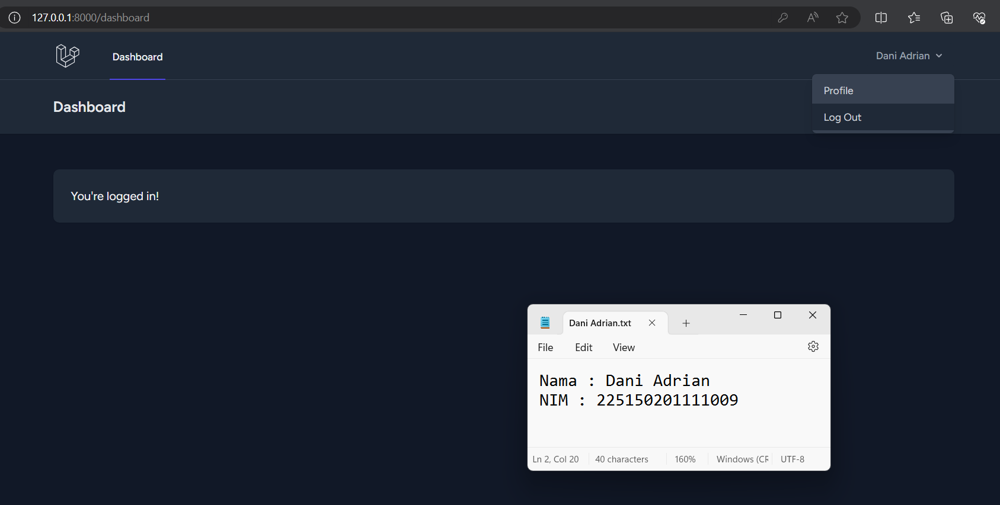 127.0.0.1:8000/dashboard
Dashboard
Dani Adrian
Profile
Log Out
Dashboard
You're logged in!
Dani Adrian.txt
File Edit View
Nama : Dani Adrian
NIM : 225150201111009
Ln 2, Col 20 40 characters 160% Windows (CR UTF-8